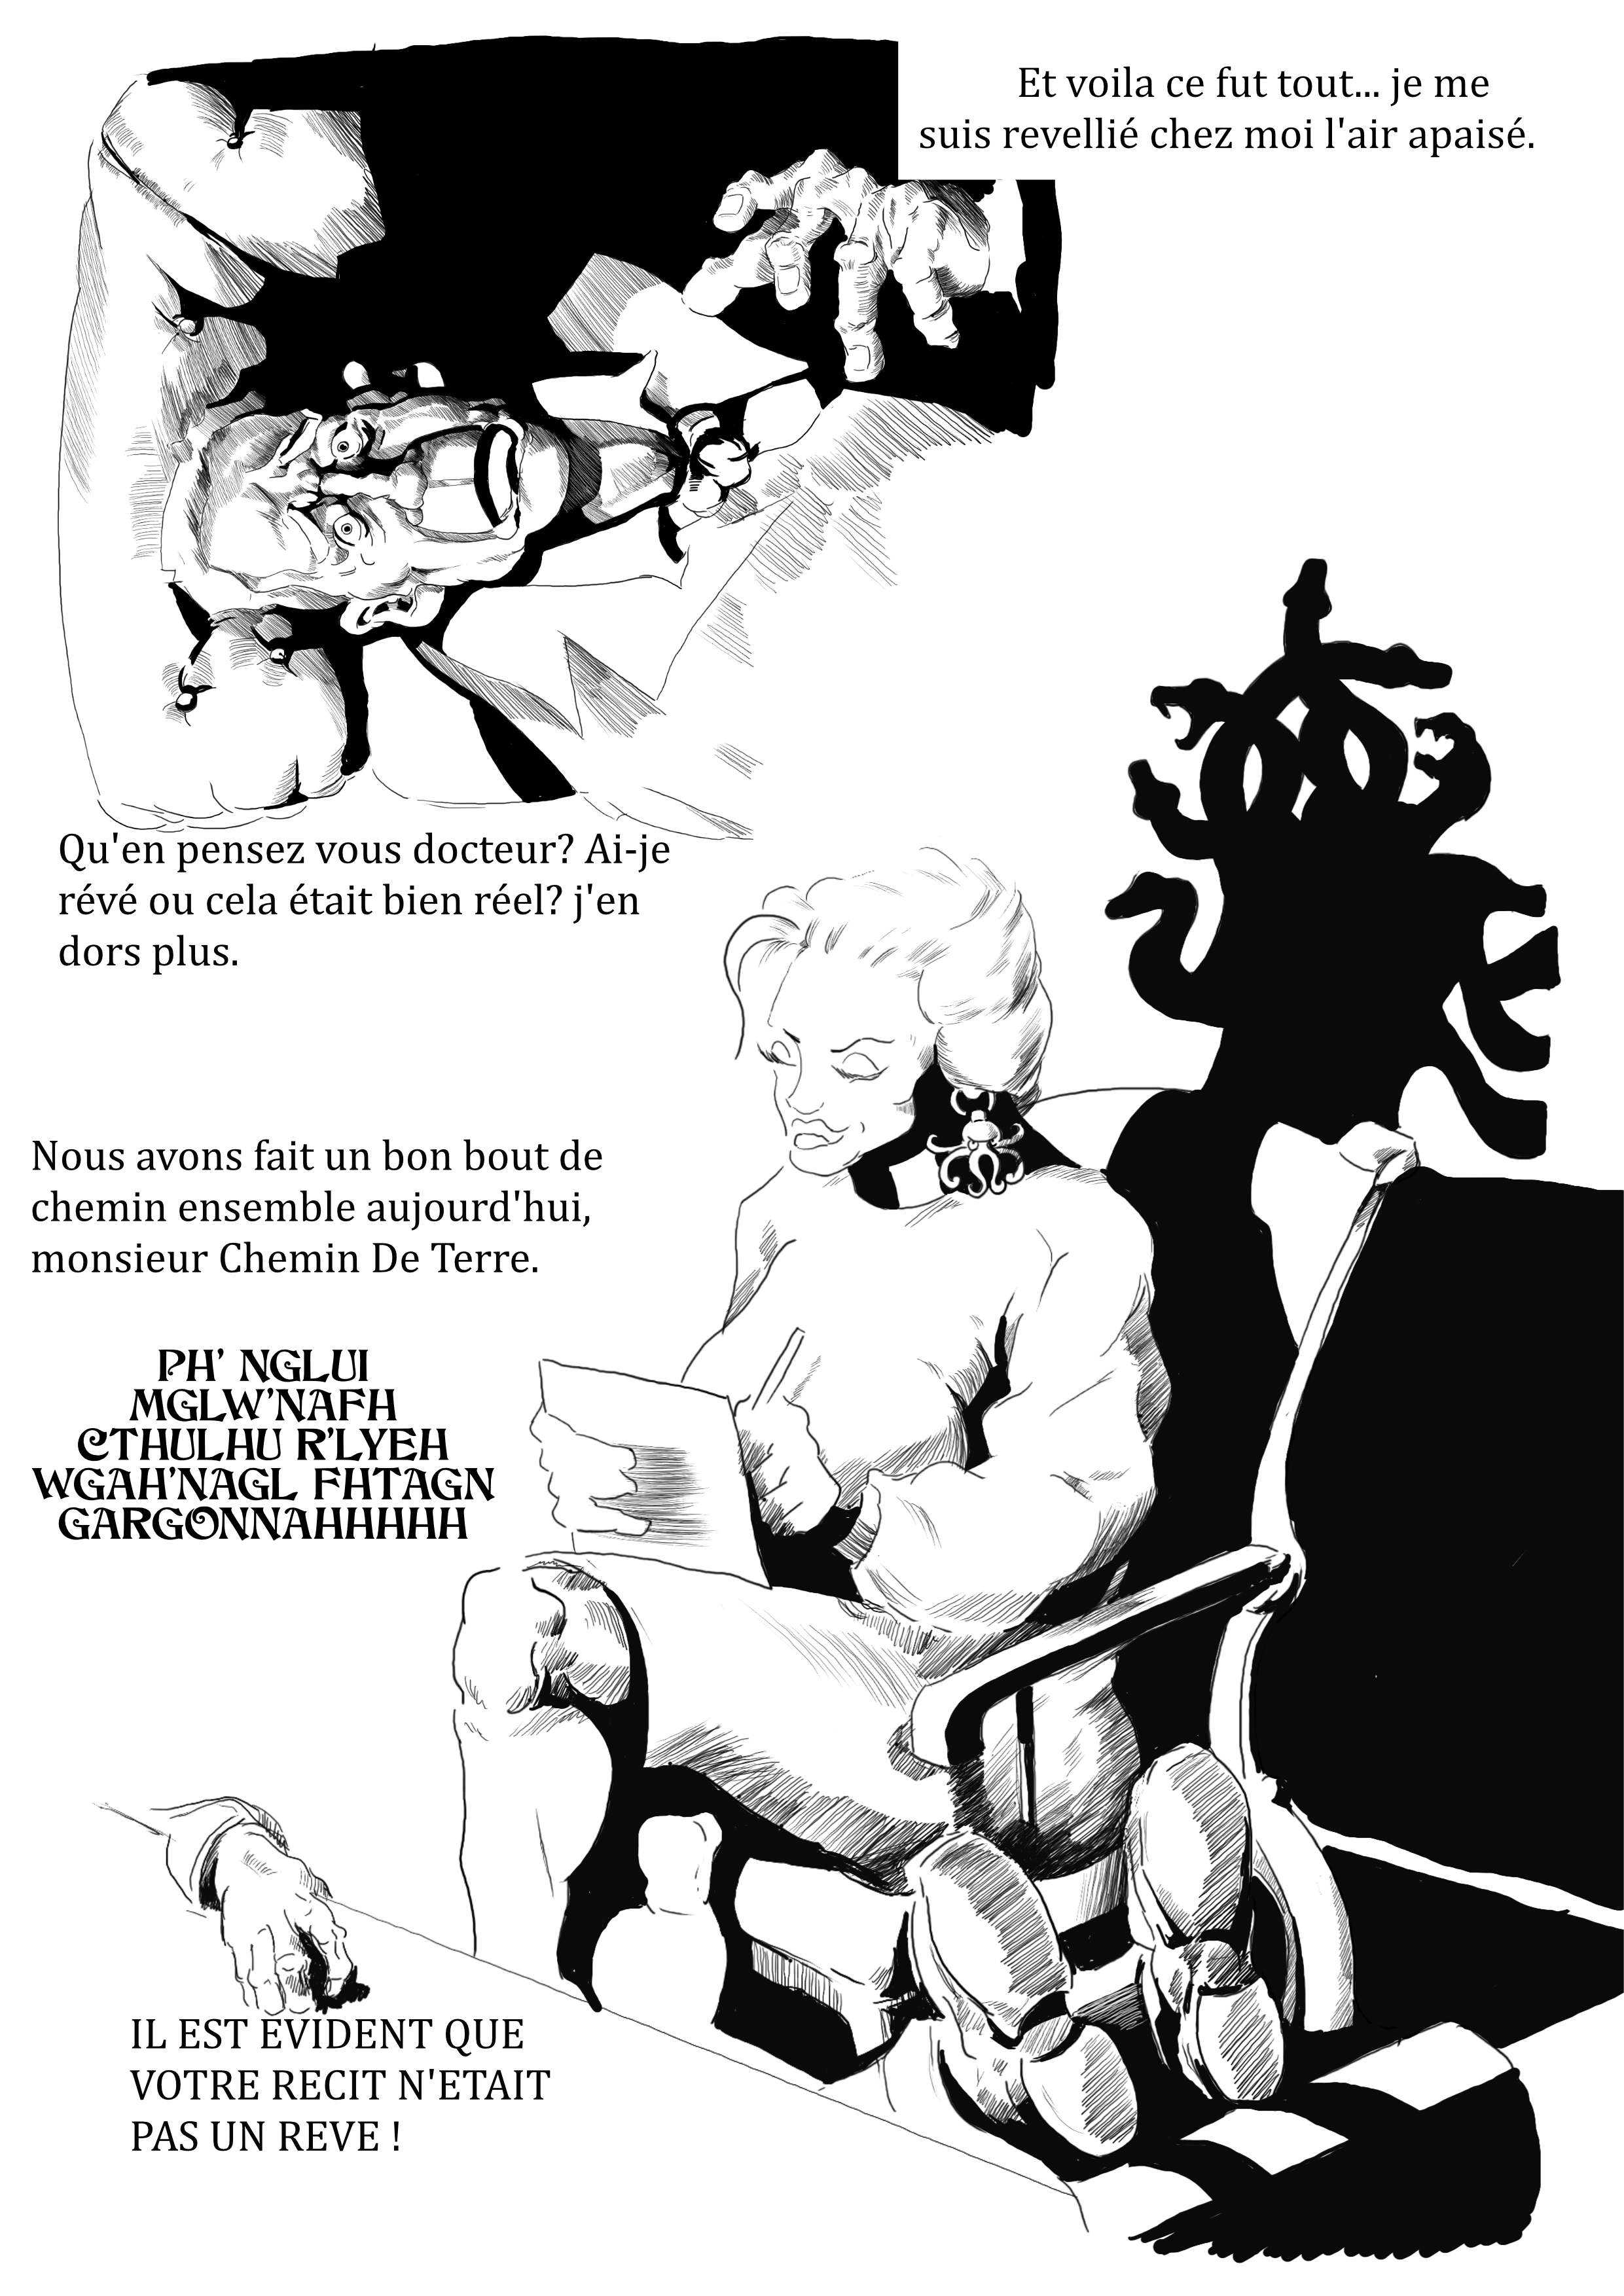 Et voila ce fut tout... je me
suis revellié chez moi l'air apaisé.
Qu'en pensez vous docteur? Ai-je
révé ou cela était bien réel? j'en
dors plus.
Nous avons fait un bon bout de
chemin ensemble aujourd'hui,
monsieur Chemin De Terre.
PH' NGLUI
MGLW'NAFH
CTHULHU R'LYEH
WGAH'NAGL FHTAGN
GARGONNAHHHHH
IL EST EVIDENT QUE
VOTRE RECIT N'ETAIT
PAS UN REVE !